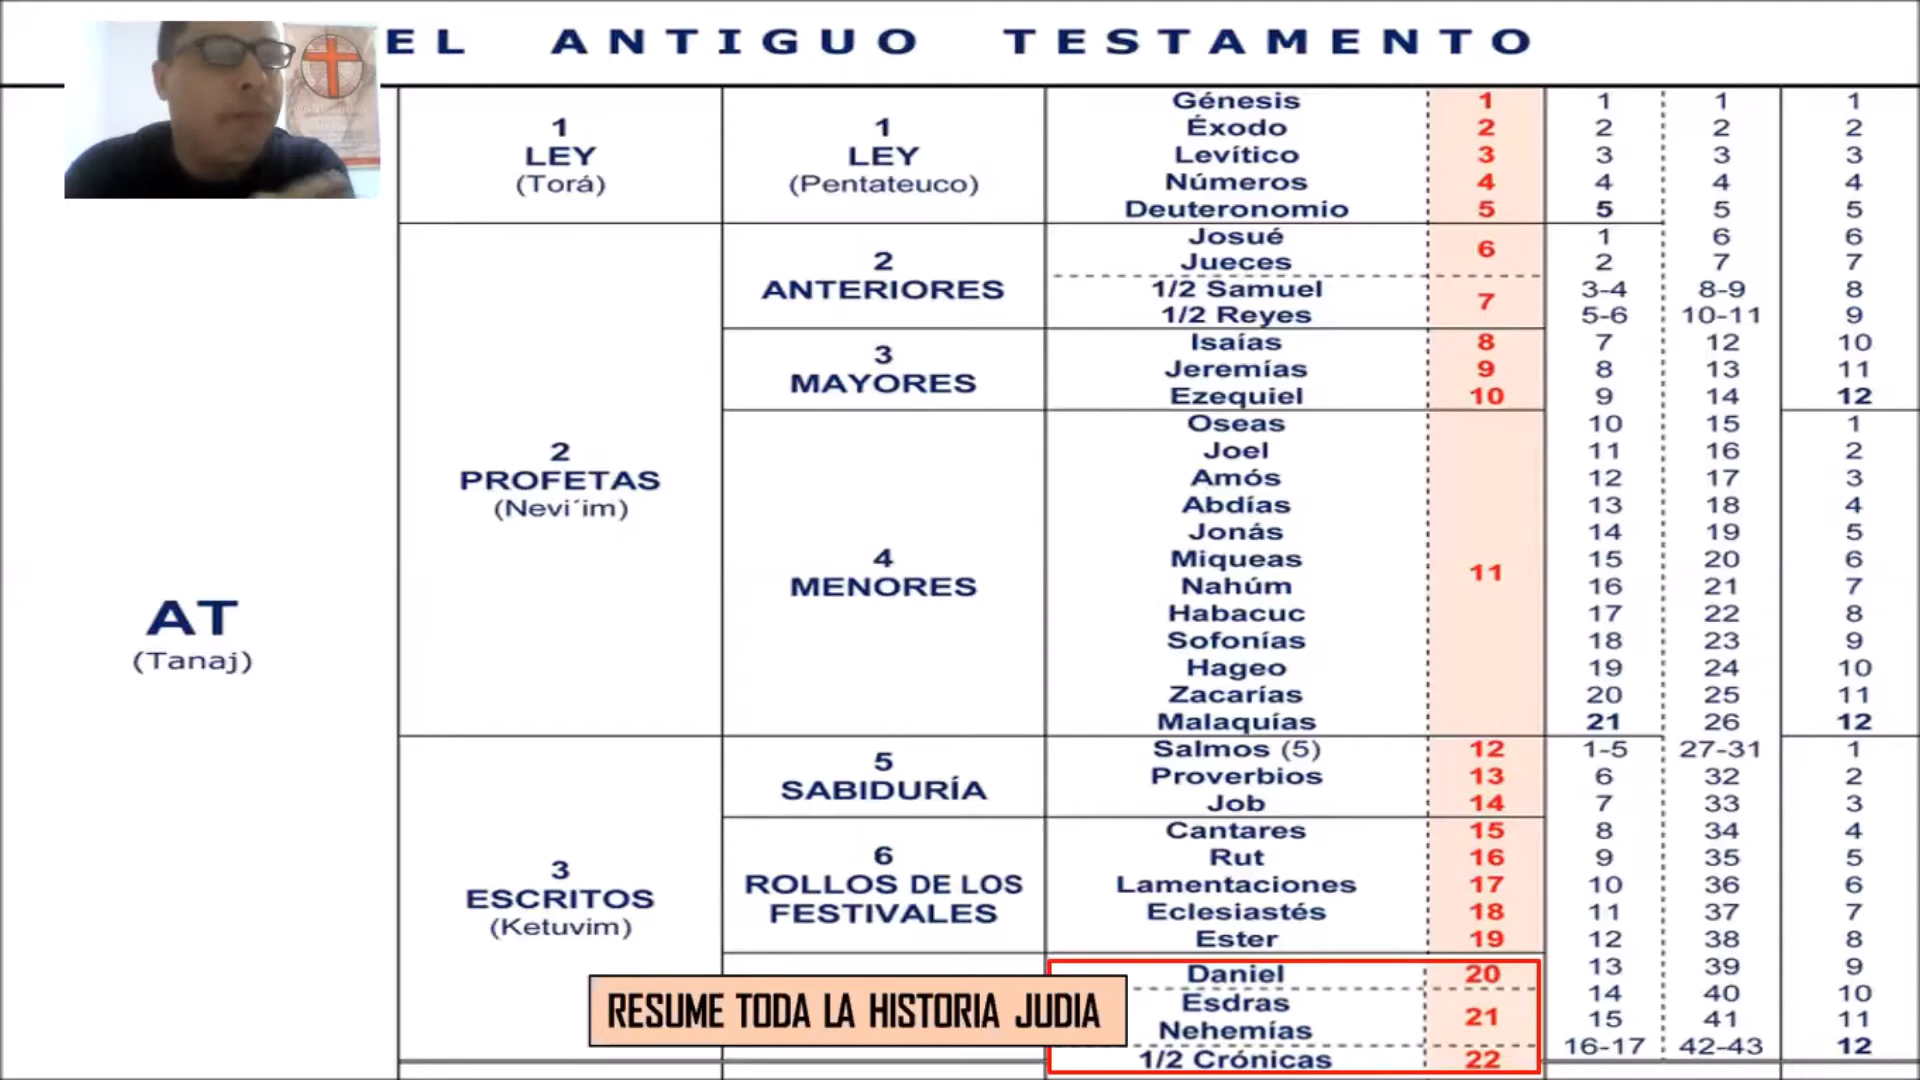 EL ANTIGUO TESTAMENTO
AT
(Tanaj)
1
LEY
(Torá)
1
LEY
(Pentateuco)
Génesis 1 1 1 1
Éxodo 2 2 2 2
Levítico 3 3 3 3
Números 4 4 4 4
Deuteronomio 5 5 5 5
2
PROFETAS
(Nevi´im)
2
ANTERIORES
Josué 6 1 6 6
Jueces 2 7 7
1/2 Samuel 7 3-4 8-9 8
1/2 Reyes 5-6 10-11 9
3
MAYORES
Isaías 8 7 12 10
Jeremías 9 8 13 11
Ezequiel 10 9 14 12
4
MENORES
Oseas 10 15 1
Joel 11 16 2
Amós 12 17 3
Abdías 13 18 4
Jonás 14 19 5
Miqueas 11 15 20 6
Nahúm 16 21 7
Habacuc 17 22 8
Sofonías 18 23 9
Hageo 19 24 10
Zacarías 20 25 11
Malaquías 21 26 12
3
ESCRITOS
(Ketuvim)
5
SABIDURÍA
Salmos (5) 12 1-5 27-31 1
Proverbios 13 6 32 2
Job 14 7 33 3
6
ROLLOS DE LOS
FESTIVALES
Cantares 15 8 34 4
Rut 16 9 35 5
Lamentaciones 17 10 36 6
Eclesiastés 18 11 37 7
Ester 19 12 38 8
RESUME TODA LA HISTORIA JUDIA
Daniel 20 13 39 9
Esdras 21 14 40 10
Nehemías 15 41 11
1/2 Crónicas 22 16-17 42-43 12